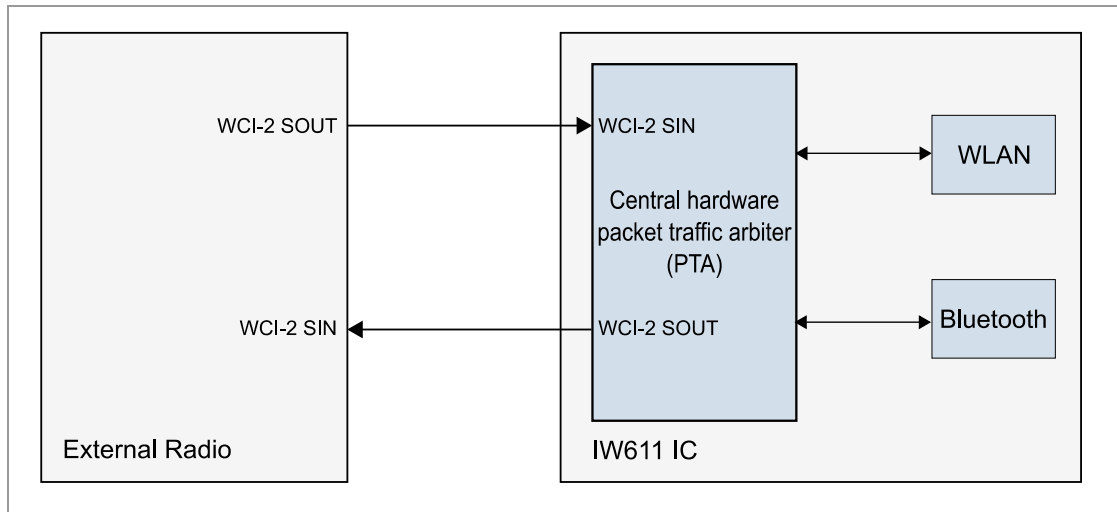 WCI-2 SOUT
WCI-2 SIN
External Radio
WCI-2 SIN
Central hardware
packet traffic arbiter
(PTA)
WCI-2 SOUT
IW611 IC
WLAN
Bluetooth